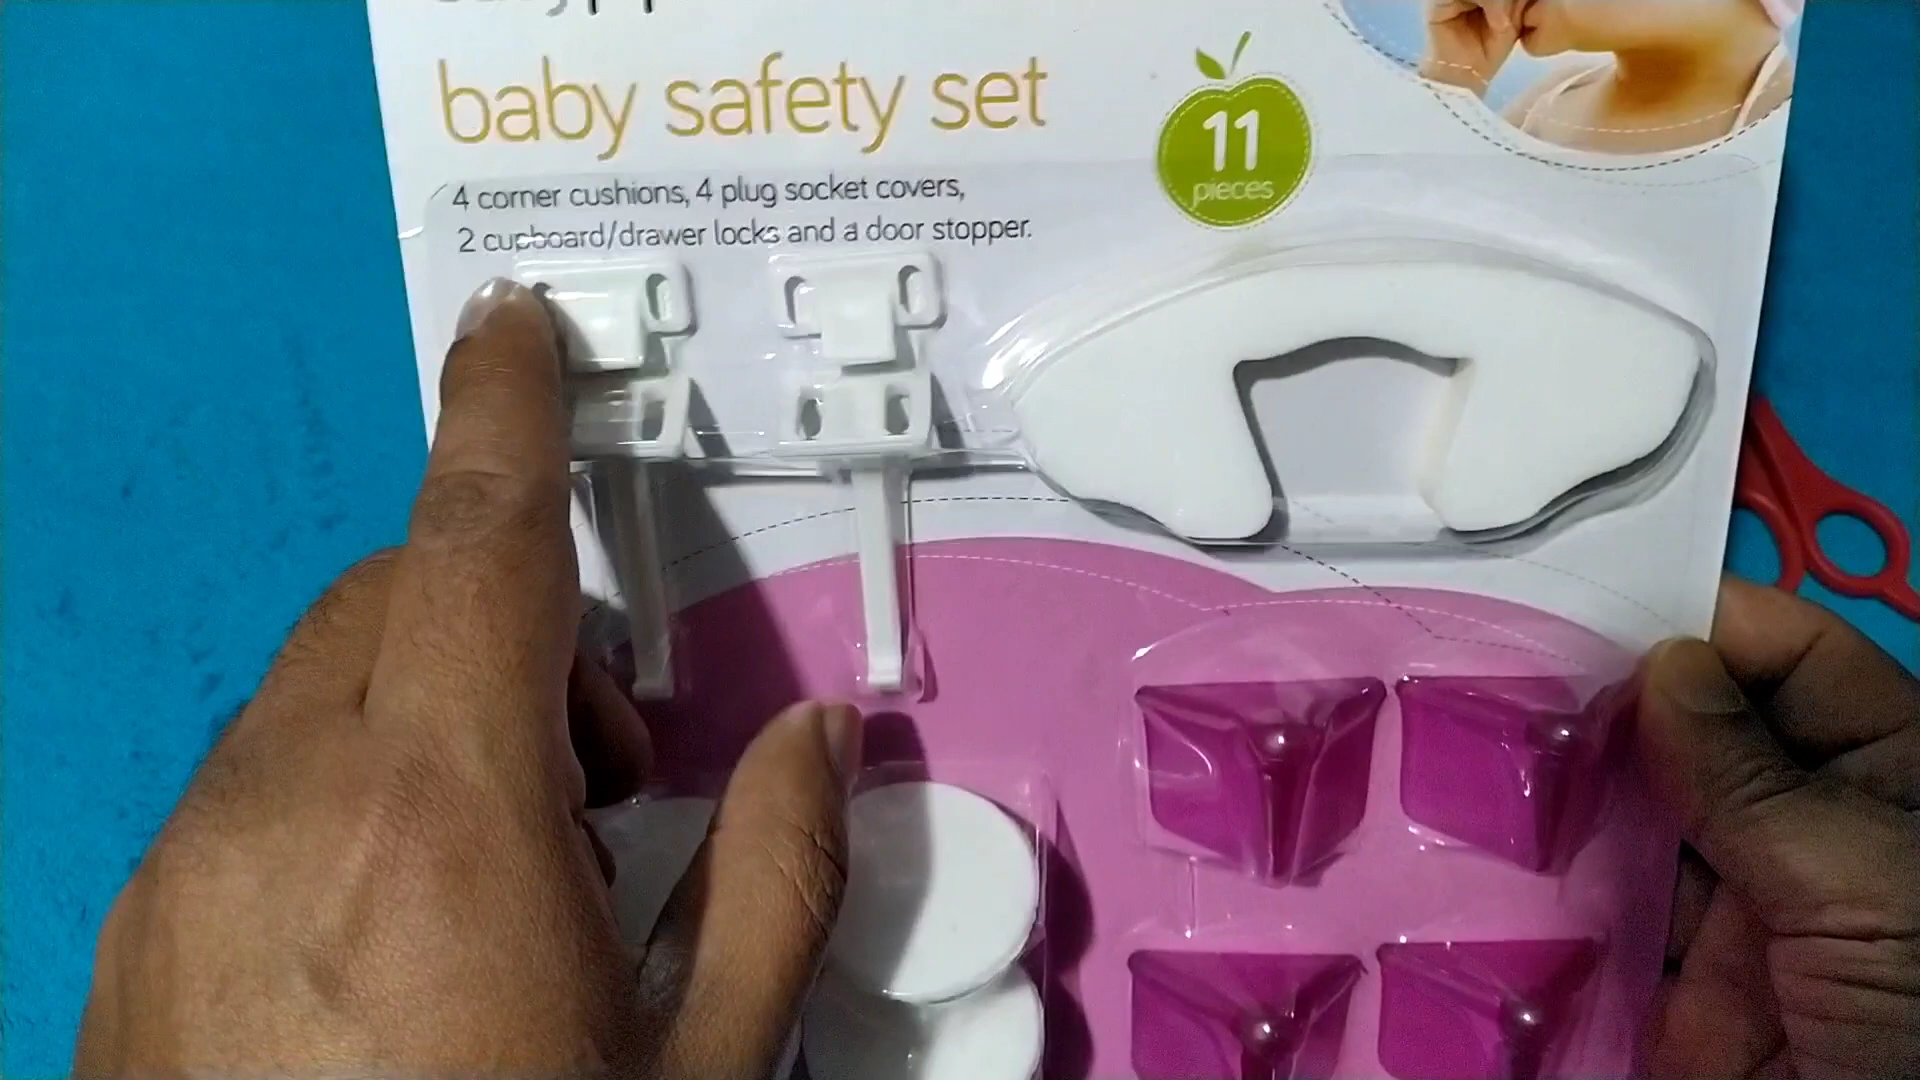 baby safety set
11
pieces
4 corner cushions, 4 plug socket covers,
2 cupboard/drawer locks and a door stopper.